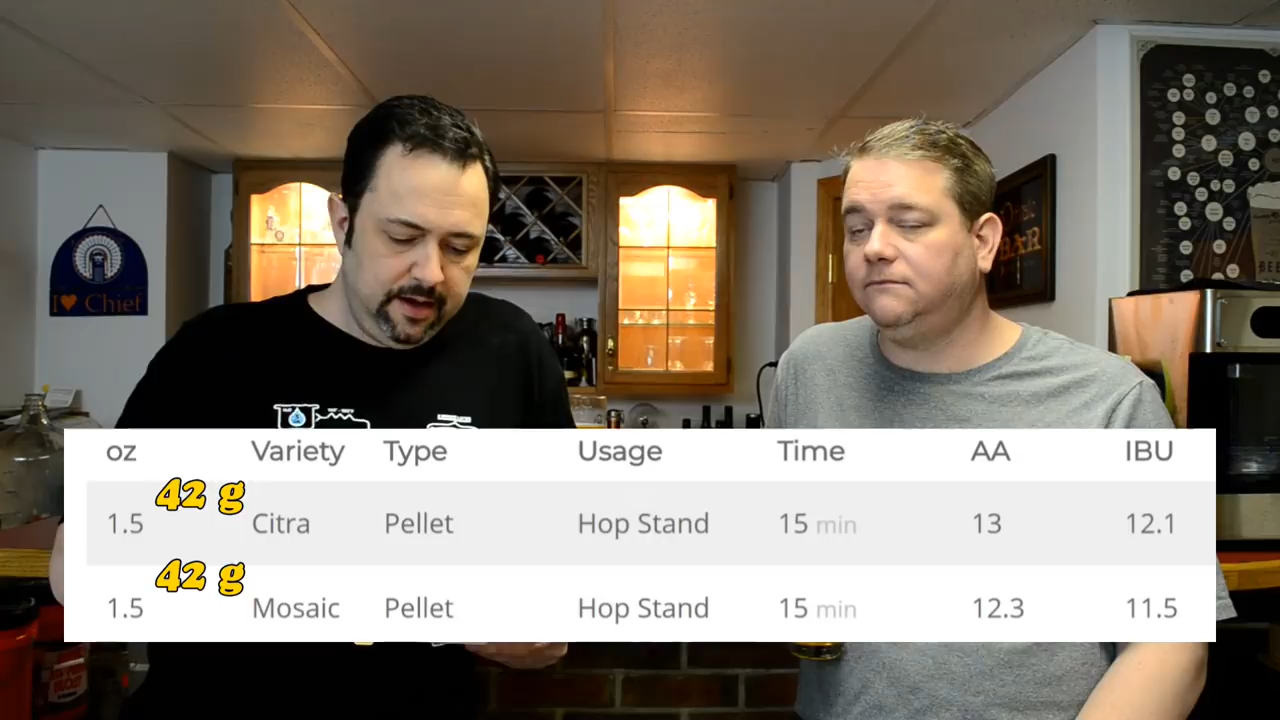 I ♥ Chief
BAR
BEE
oz Variety Type Usage Time AA IBU
42 g
1.5 Citra Pellet Hop Stand 15 min 13 12.1
42 g
1.5 Mosaic Pellet Hop Stand 15 min 12.3 11.5